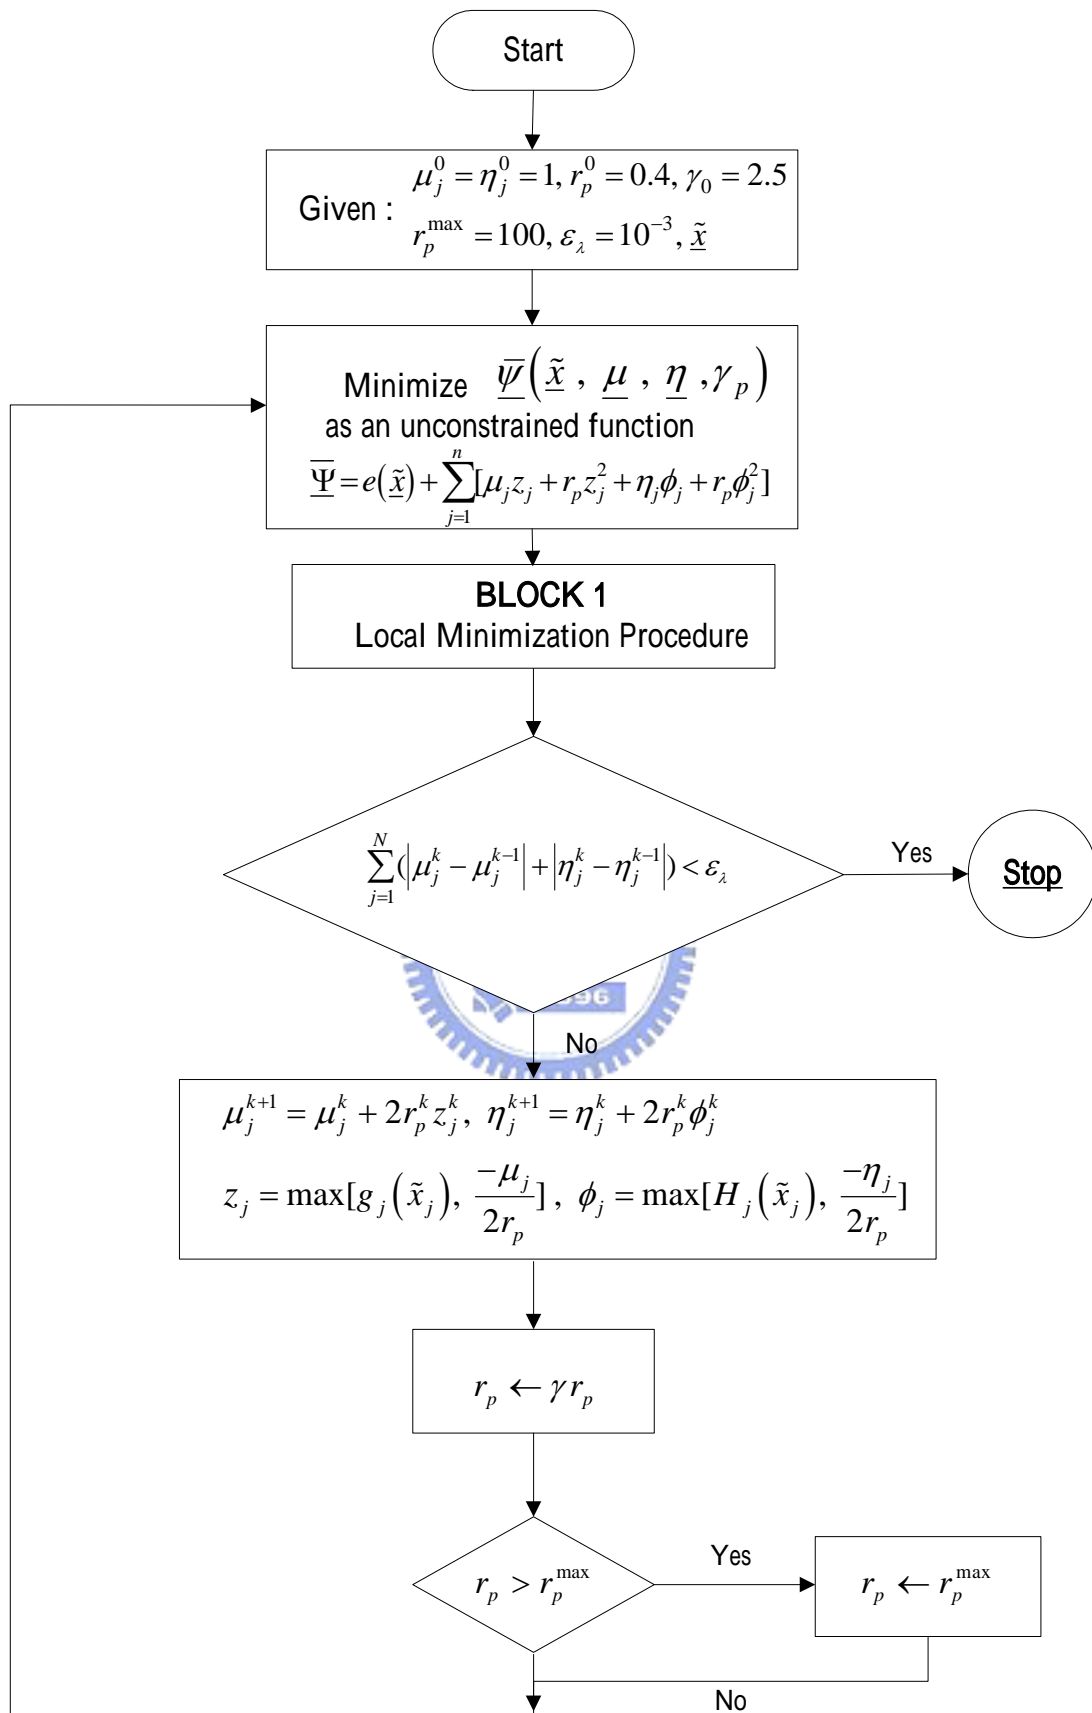 Start
Given : μ_j^0 = η_j^0 = 1, r_p^0 = 0.4, γ_0 = 2.5
r_p^max = 100, ε_λ = 10^−3, x̲̃
Minimize ψ̲̅(x̲̃ , μ̲ , η̲ ,γ_p)
as an unconstrained function
Ψ̲̅ = e(x̲̃) + ∑_{j=1}^{n}[μ_j z_j + r_p z_j^2 + η_j ϕ_j + r_p ϕ_j^2]
BLOCK 1
Local Minimization Procedure
∑_{j=1}^{N}(|μ_j^k − μ_j^{k−1}| + |η_j^k − η_j^{k−1}|) < ε_λ
Yes
Stop
96
No
μ_j^{k+1} = μ_j^k + 2r_p^k z_j^k, η_j^{k+1} = η_j^k + 2r_p^k ϕ_j^k
z_j = max[g_j(x̃_j), −μ_j/2r_p] , ϕ_j = max[H_j(x̃_j), −η_j/2r_p]
r_p ← γ r_p
r_p > r_p^max
Yes
r_p ← r_p^max
No